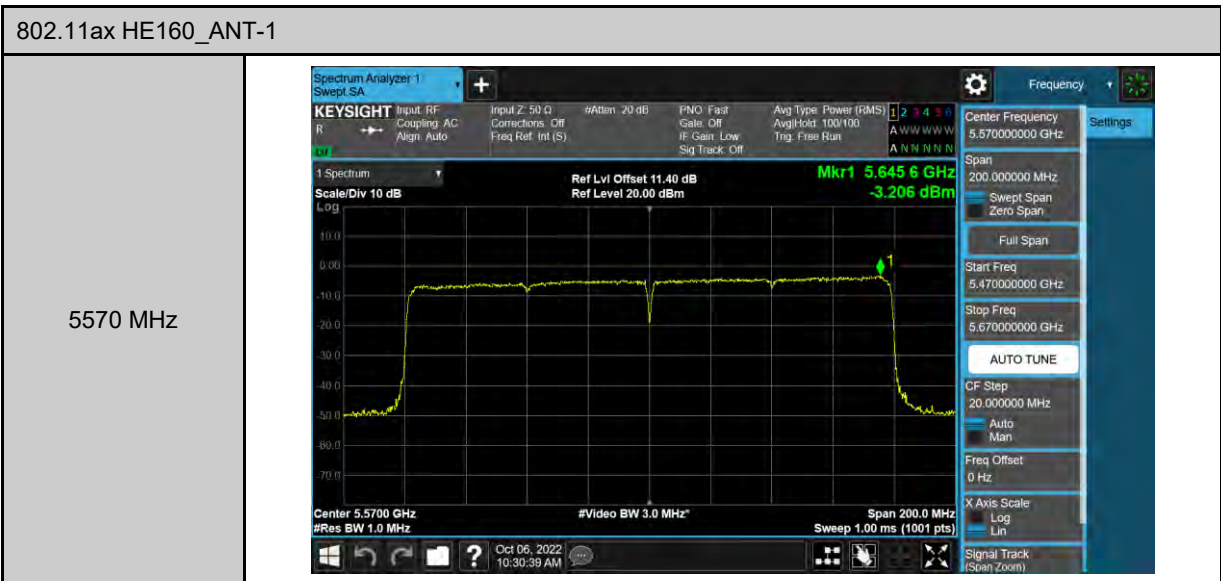 802.11ax HE160_ANT-1
5570 MHz
Spectrum Analyzer 1
Swept SA
+
Frequency
KEYSIGHT
R
Input: RF
Coupling: AC
Align: Auto
Input Z: 50 Ω
Corrections: Off
Freq Ref: Int (S)
#Atten: 20 dB
PNO: Fast
Gate: Off
IF Gain: Low
Sig Track: Off
Avg Type: Power (RMS)
Avg|Hold: 100/100
Trig: Free Run
1 2 3 4 5 6
A W W W W W
A N N N N N
1 Spectrum
Scale/Div 10 dB
Log
Ref Lvl Offset 11.40 dB
Ref Level 20.00 dBm
Mkr1 5.645 6 GHz
-3.206 dBm
10.0
0.00
-10.0
-20.0
-30.0
-40.0
-50.0
-60.0
-70.0
1
Center 5.5700 GHz
#Res BW 1.0 MHz
#Video BW 3.0 MHz*
Span 200.0 MHz
Sweep 1.00 ms (1001 pts)
?
Oct 06, 2022
10:30:39 AM
Center Frequency
5.570000000 GHz
Settings
Span
200.000000 MHz
Swept Span
Zero Span
Full Span
Start Freq
5.470000000 GHz
Stop Freq
5.670000000 GHz
AUTO TUNE
CF Step
20.000000 MHz
Auto
Man
Freq Offset
0 Hz
X Axis Scale
Log
Lin
Signal Track
(Span Zoom)